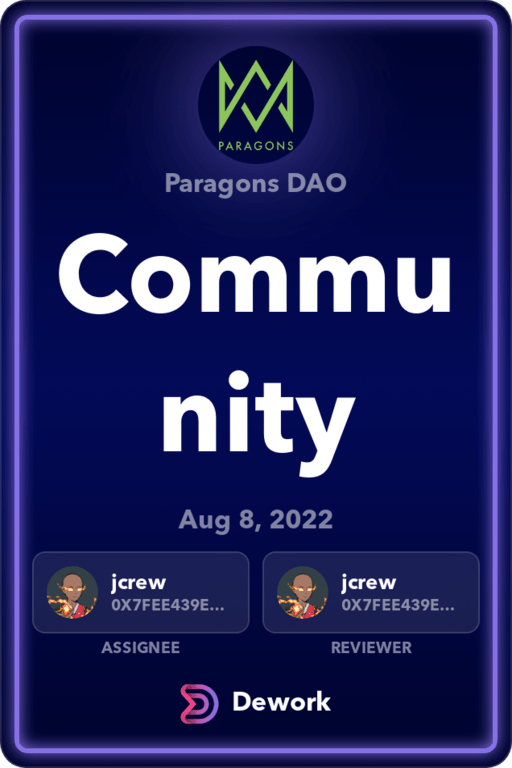 PARAGONS
Paragons DAO
Commu
nity
Aug 8, 2022
jcrew
0X7FEE439E...
ASSIGNEE
jcrew
0X7FEE439E...
REVIEWER
Dework